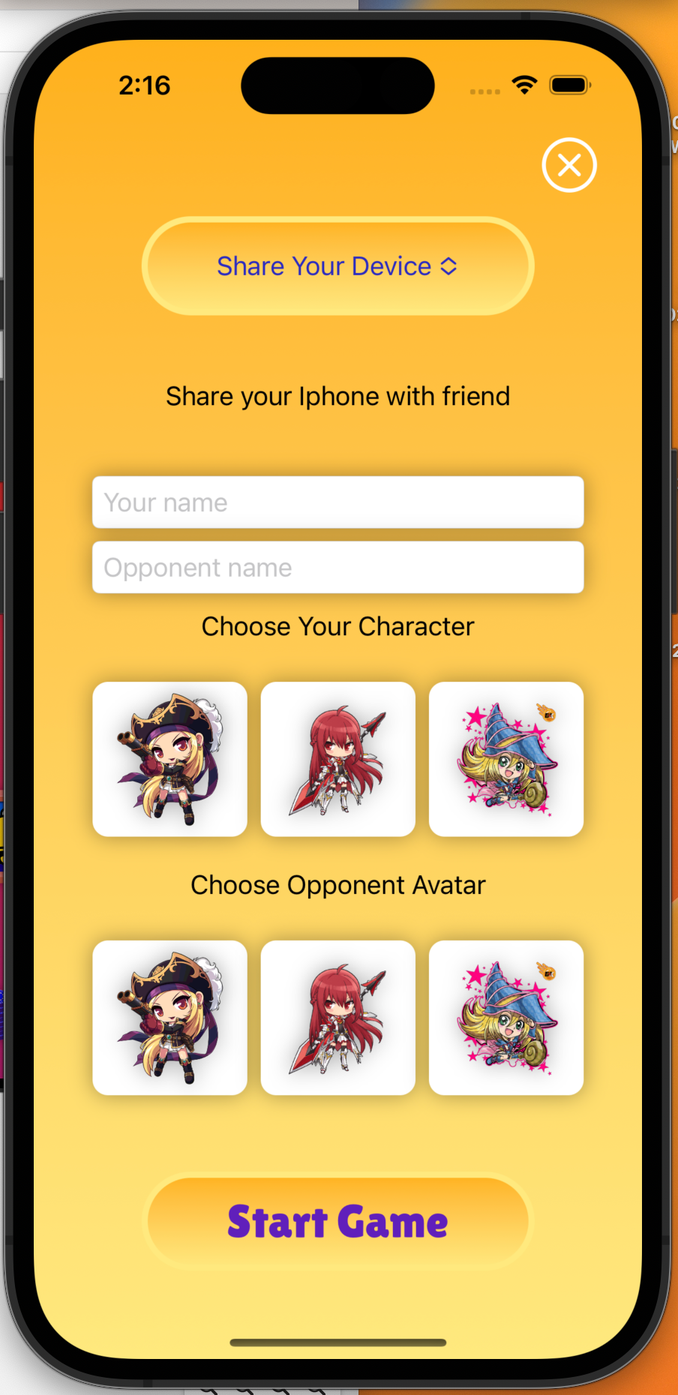 2:16
Share Your Device
Share your Iphone with friend
Your name
Opponent name
Choose Your Character
Choose Opponent Avatar
Start Game